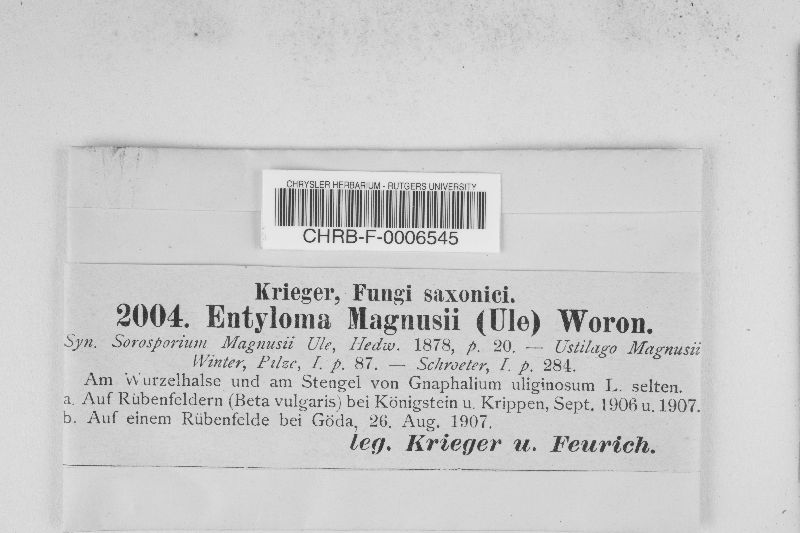 CHRYSLER HERBARIUM - RUTGERS UNIVERSITY
CHRB-F-0006545
Krieger, Fungi saxonici.
2004. Entyloma Magnusii (Ule) Woron.
Syn. Sorosporium Magnusii Ule, Hedw. 1878, p. 20. — Ustilago Magnusii
Winter, Pilze, I. p. 87. — Schroeter, I. p. 284.
Am Wurzelhalse und am Stengel von Gnaphalium uliginosum L. selten.
a. Auf Rübenfeldern (Beta vulgaris) bei Königstein u. Krippen, Sept. 1906 u. 1907.
b. Auf einem Rübenfelde bei Göda, 26. Aug. 1907.
leg. Krieger u. Feurich.